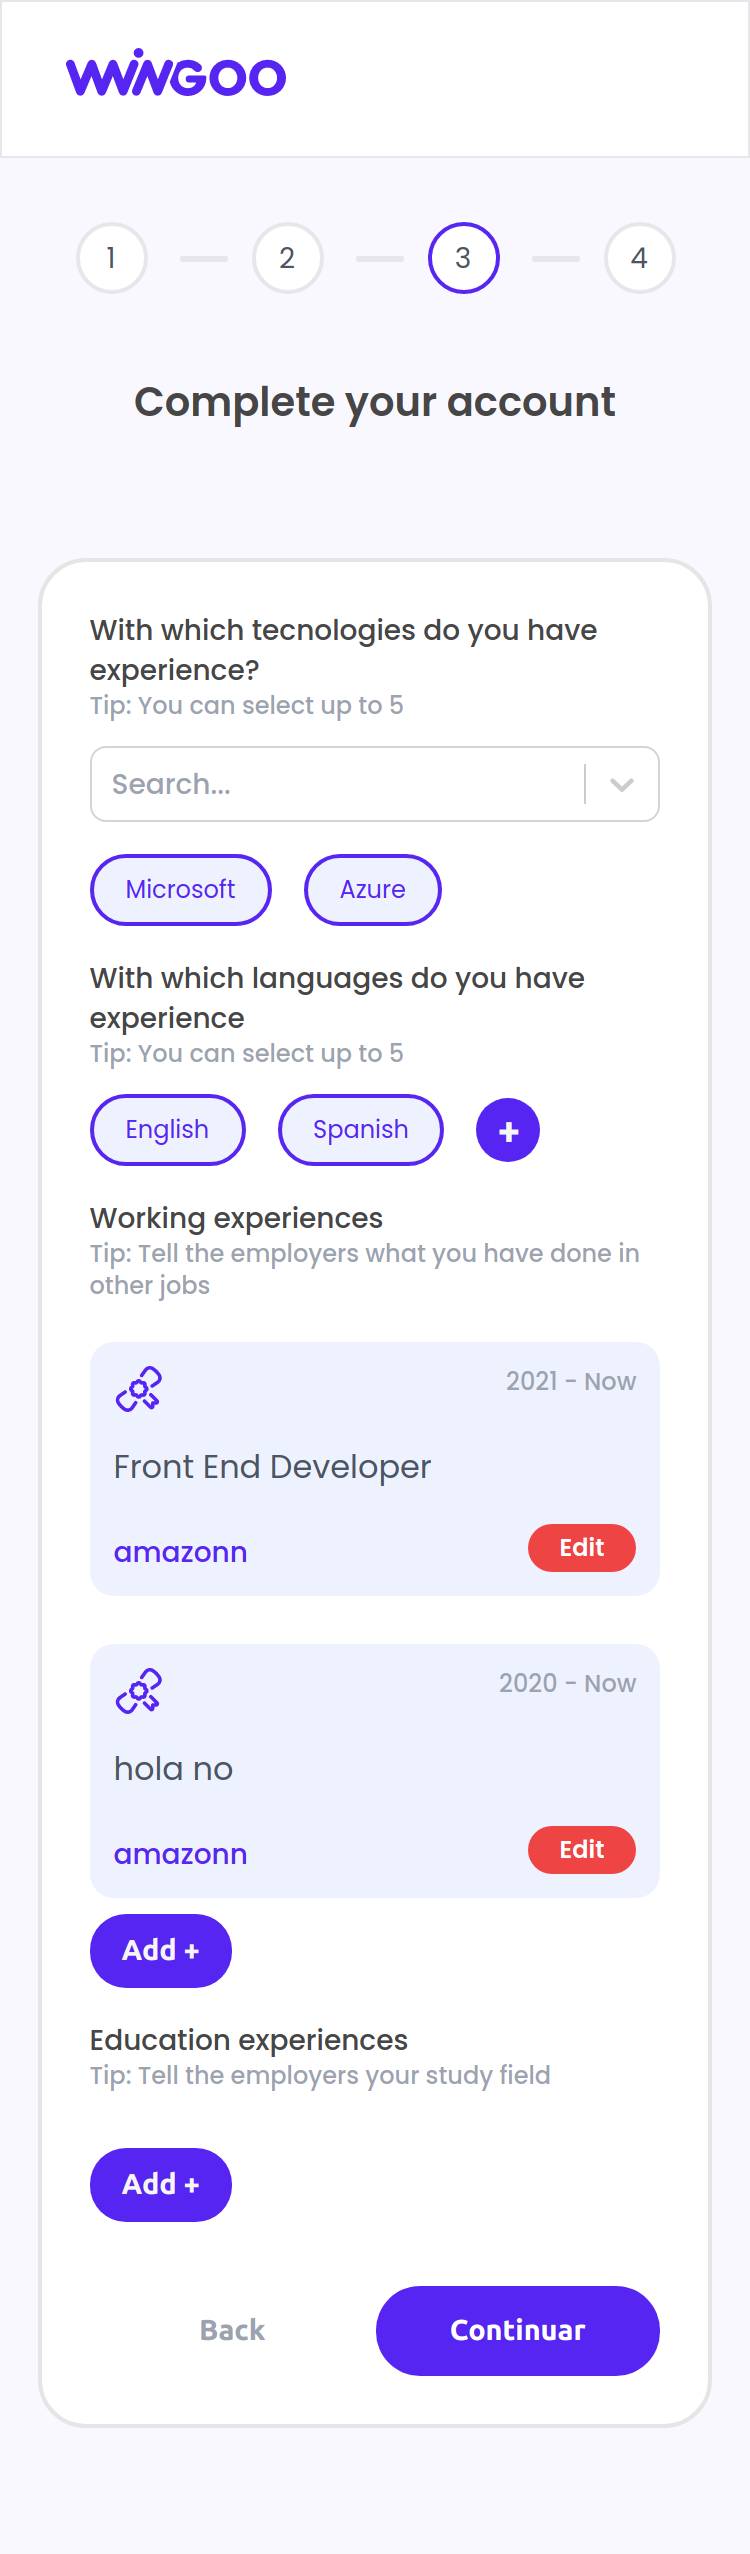 WiNGOO
1
2
3
4
Complete your account
With which tecnologies do you have
experience?
Tip: You can select up to 5
Search...
Microsoft
Azure
With which languages do you have
experience
Tip: You can select up to 5
English
Spanish
+
Working experiences
Tip: Tell the employers what you have done in
other jobs
2021 - Now
Front End Developer
amazonn
Edit
2020 - Now
hola no
amazonn
Edit
Add +
Education experiences
Tip: Tell the employers your study field
Add +
Back
Continuar